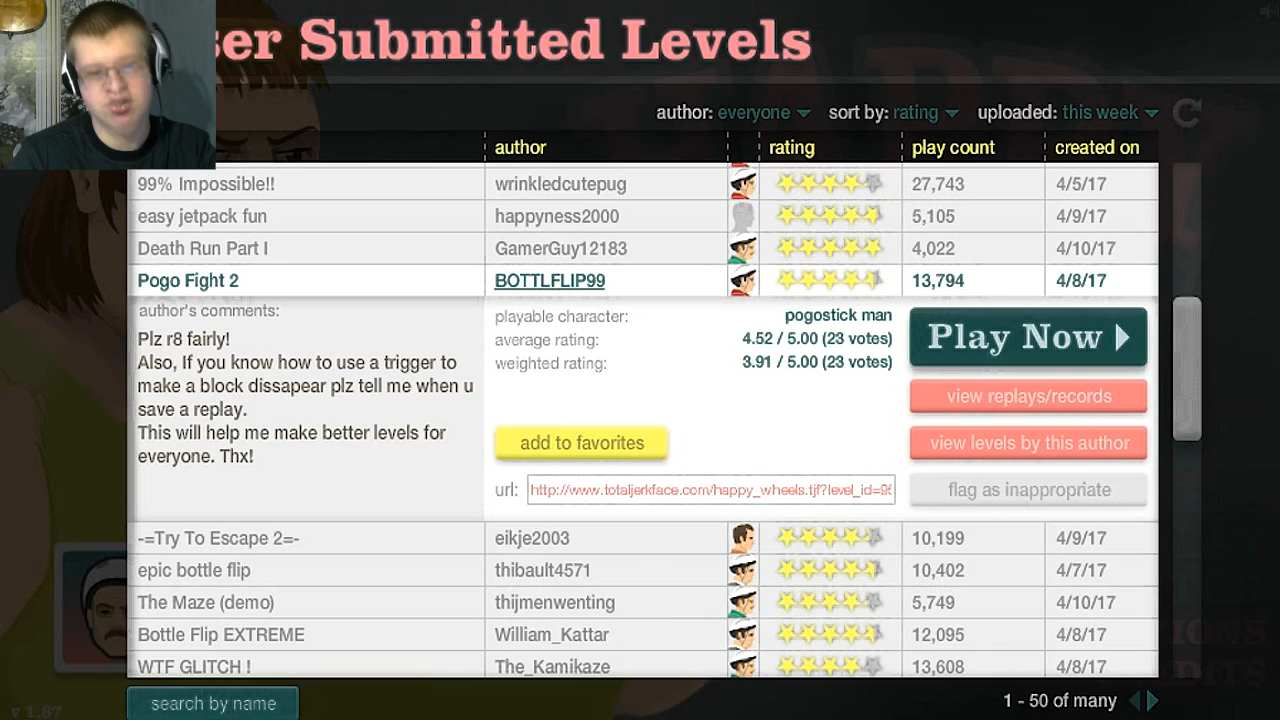 ser Submitted Levels
author: everyone sort by: rating uploaded: this week
author rating play count created on
99% Impossible!! wrinkledcutepug 27,743 4/5/17
easy jetpack fun happyness2000 5,105 4/9/17
Death Run Part I GamerGuy12183 4,022 4/10/17
Pogo Fight 2 BOTTLFLIP99 13,794 4/8/17
author's comments:
Plz r8 fairly!
Also, If you know how to use a trigger to
make a block dissapear plz tell me when u
save a replay.
This will help me make better levels for
everyone. Thx!
playable character: pogostick man
average rating: 4.52 / 5.00 (23 votes)
weighted rating: 3.91 / 5.00 (23 votes)
add to favorites
url: http://www.totaljerkface.com/happy_wheels.tjf?level_id=9
Play Now
view replays/records
view levels by this author
flag as inappropriate
-=Try To Escape 2=- eikje2003 10,199 4/9/17
epic bottle flip thibault4571 10,402 4/7/17
The Maze (demo) thijmenwenting 5,749 4/10/17
Bottle Flip EXTREME William_Kattar 12,095 4/8/17
WTF GLITCH ! The_Kamikaze 13,608 4/8/17
search by name
1 - 50 of many
v 1.87